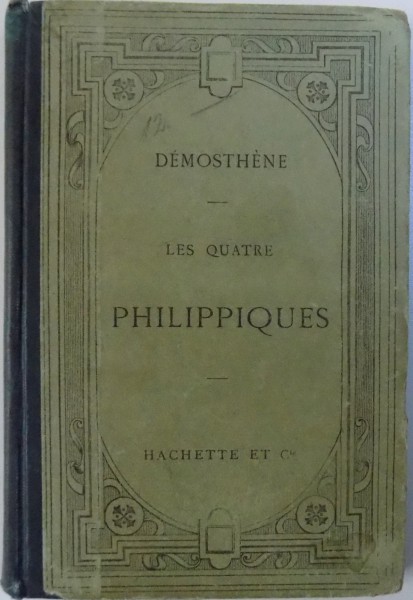 DÉMOSTHÈNE
LES QUATRE
PHILIPPIQUES
HACHETTE ET Cie